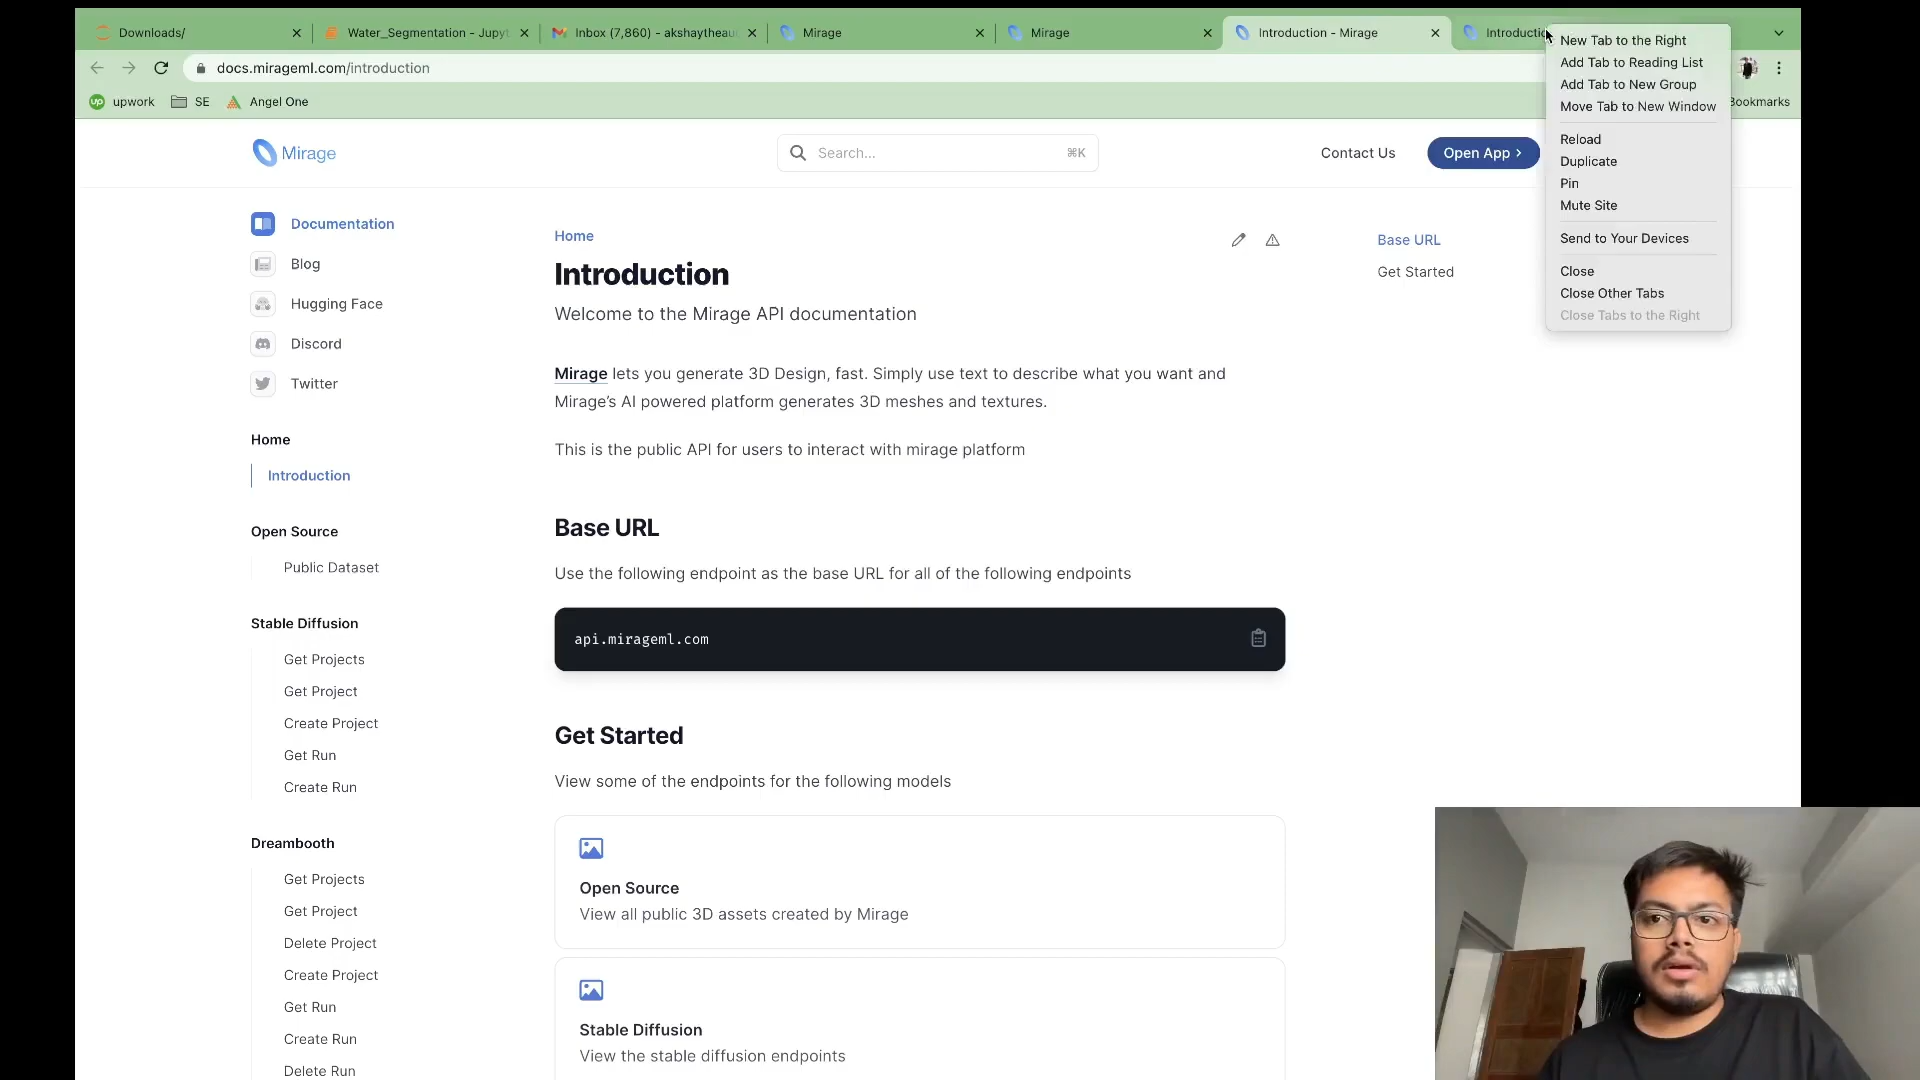 Downloads/
Water_Segmentation - Jupyt
Inbox (7,860) - akshaytheau
Mirage
Mirage
Introduction - Mirage
Introductio
docs.mirageml.com/introduction
up upwork
SE
Angel One
Bookmarks
New Tab to the Right
Add Tab to Reading List
Add Tab to New Group
Move Tab to New Window
Reload
Duplicate
Pin
Mute Site
Send to Your Devices
Close
Close Other Tabs
Close Tabs to the Right
Mirage
Search...
⌘K
Contact Us
Open App
Documentation
Blog
Hugging Face
Discord
Twitter
Home
Introduction
Open Source
Public Dataset
Stable Diffusion
Get Projects
Get Project
Create Project
Get Run
Create Run
Dreambooth
Get Projects
Get Project
Delete Project
Create Project
Get Run
Create Run
Delete Run
Home
Introduction
Welcome to the Mirage API documentation
Mirage lets you generate 3D Design, fast. Simply use text to describe what you want and
Mirage’s AI powered platform generates 3D meshes and textures.
This is the public API for users to interact with mirage platform
Base URL
Use the following endpoint as the base URL for all of the following endpoints
api.mirageml.com
Get Started
View some of the endpoints for the following models
Open Source
View all public 3D assets created by Mirage
Stable Diffusion
View the stable diffusion endpoints
Base URL
Get Started